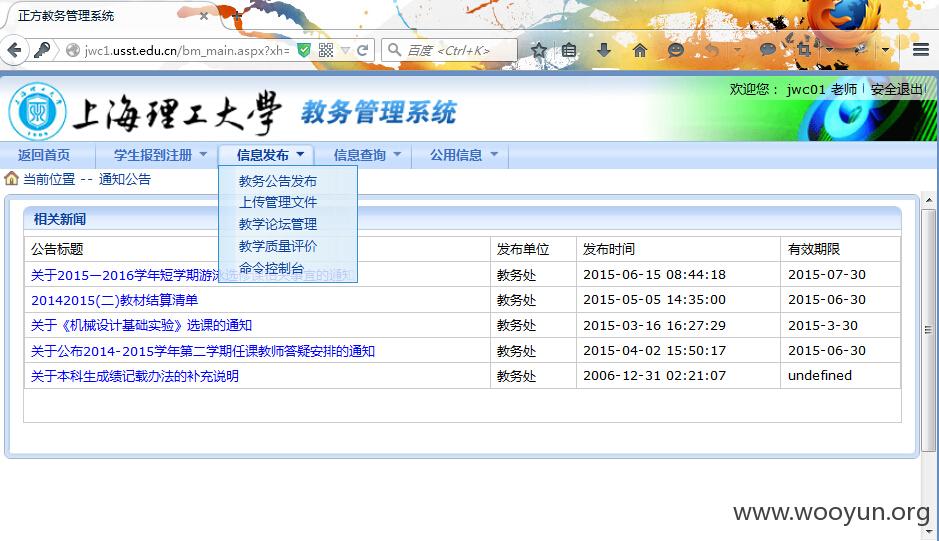 正方教务管理系统
jwc1.usst.edu.cn/bm_main.aspx?xh=
百度 <Ctrl+K>
上海理工大学 教务管理系统
欢迎您： jwc01 老师 安全退出
返回首页 学生报到注册 信息发布 信息查询 公用信息
当前位置 -- 通知公告
教务公告发布
上传管理文件
教学论坛管理
教学质量评价
命令控制台
相关新闻
公告标题 发布单位 发布时间 有效期限
关于2015—2016学年短学期游泳选修课相关事宜的通知 教务处 2015-06-15 08:44:18 2015-07-30
20142015(二)教材结算清单 教务处 2015-05-05 14:35:00 2015-06-30
关于《机械设计基础实验》选课的通知 教务处 2015-03-16 16:27:29 2015-3-30
关于公布2014-2015学年第二学期任课教师答疑安排的通知 教务处 2015-04-02 15:50:17 2015-06-30
关于本科生成绩记载办法的补充说明 教务处 2006-12-31 02:21:07 undefined
www.wooyun.org